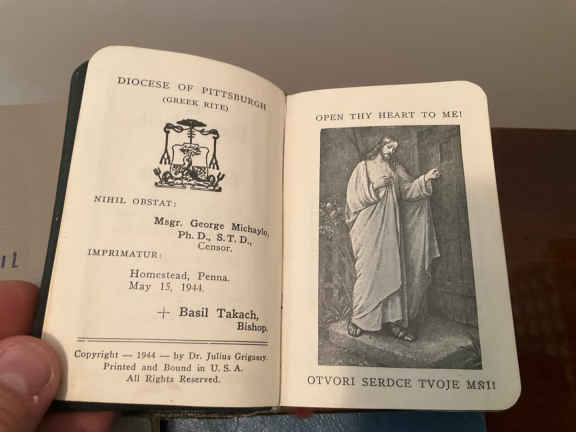 DIOCESE OF PITTSBURGH
(GREEK RITE)
NIHIL OBSTAT:
Msgr. George Michaylo,
Ph. D., S. T. D.,
Censor.
IMPRIMATUR:
Homestead, Penna.
May 15, 1944.
+ Basil Takach,
Bishop.
Copyright — 1944 — by Dr. Julius Grigassy.
Printed and Bound in U. S. A.
All Rights Reserved.
OPEN THY HEART TO ME!
OTVORI SERDCE TVOJE MŇI!